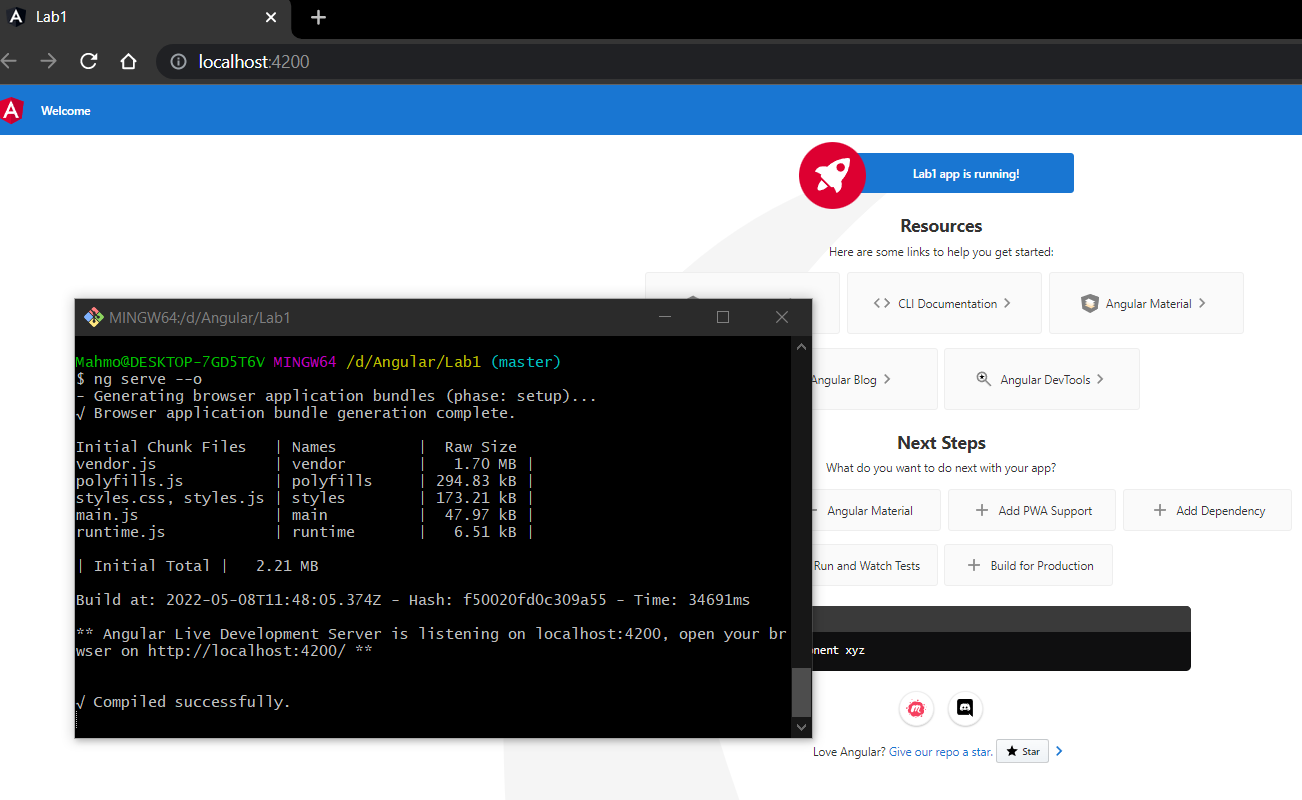 Lab1
localhost:4200
Welcome
Lab1 app is running!
Resources
Here are some links to help you get started:
CLI Documentation
Angular Material
Angular Blog
Angular DevTools
Next Steps
What do you want to do next with your app?
Angular Material
Add PWA Support
Add Dependency
Run and Watch Tests
Build for Production
xyz
Love Angular? Give our repo a star. Star
MINGW64:/d/Angular/Lab1
Mahmo@DESKTOP-7GD5T6V MINGW64 /d/Angular/Lab1 (master)
$ ng serve --o
- Generating browser application bundles (phase: setup)...
√ Browser application bundle generation complete.
Initial Chunk Files | Names | Raw Size
vendor.js | vendor | 1.70 MB |
polyfills.js | polyfills | 294.83 kB |
styles.css, styles.js | styles | 173.21 kB |
main.js | main | 47.97 kB |
runtime.js | runtime | 6.51 kB |
| Initial Total | 2.21 MB
Build at: 2022-05-08T11:48:05.374Z - Hash: f50020fd0c309a55 - Time: 34691ms
** Angular Live Development Server is listening on localhost:4200, open your br
wser on http://localhost:4200/ **
√ Compiled successfully.